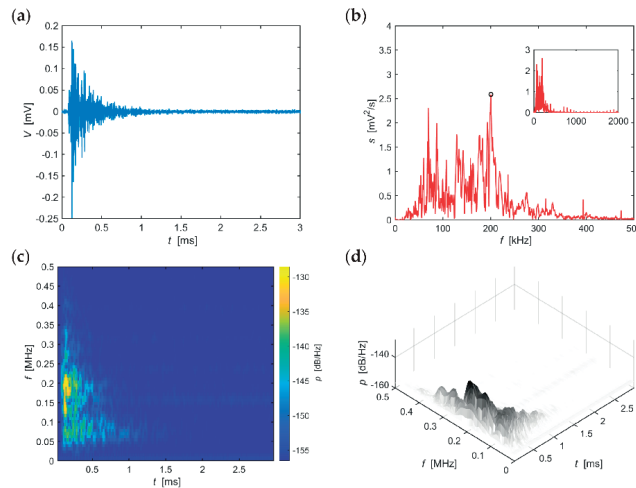 (a)
0.2
0.15
0.1
0.05
0
-0.05
-0.1
-0.15
-0.2
-0.25
V [mV]
0 0.5 1 1.5 2 2.5 3
t [ms]
(b)
4
3.5
3
2.5
2
1.5
1
0.5
0
s [mV²/s]
0 100 200 300 400 500
f [kHz]
3
2
1
0
0 1000 2000
(c)
0.5
0.45
0.4
0.35
0.3
0.25
0.2
0.15
0.1
0.05
0
f [MHz]
0.5 1 1.5 2 2.5
t [ms]
-130
-135
-140
-145
-150
-155
p [dB/Hz]
(d)
-140
-160
p [dB/Hz]
0.5 0.4 0.3 0.2 0.1 0
f [MHz]
0.5 1 1.5 2 2.5
t [ms]